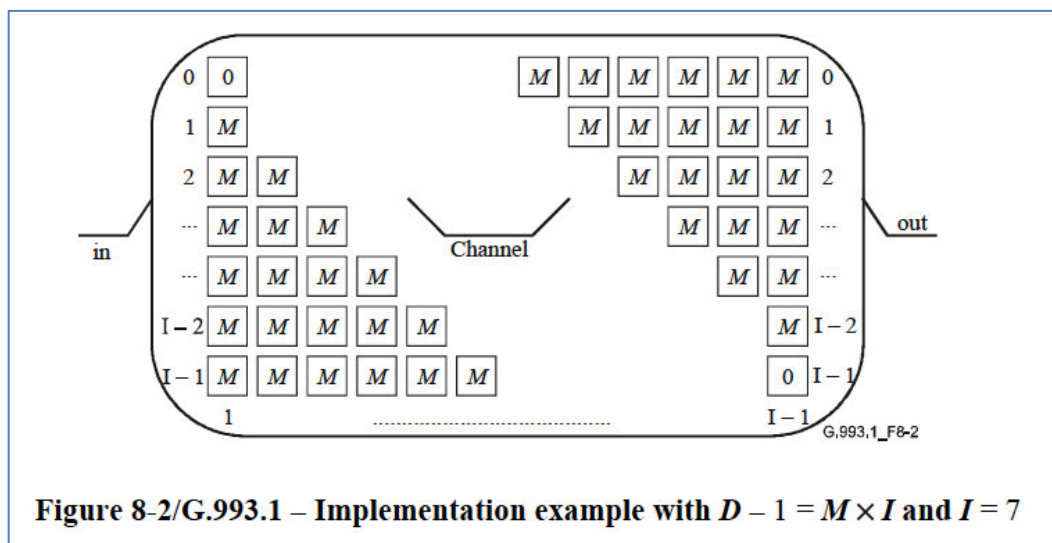 0 0 M M M M M M 0
1 M M M M M M 1
2 M M M M M M 2
... M M M M M M ...
in Channel out
... M M M M M M ...
I – 2 M M M M M M I – 2
I – 1 M M M M M M 0 I – 1
1 ........................................ I – 1
G.993.1_F8-2
Figure 8-2/G.993.1 – Implementation example with D – 1 = M × I and I = 7